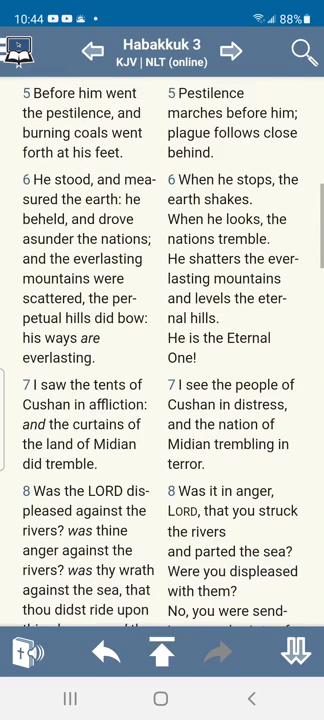 10:44
88%
Habakkuk 3
KJV | NLT (online)
5 Before him went
the pestilence, and
burning coals went
forth at his feet.
6 He stood, and mea-
sured the earth: he
beheld, and drove
asunder the nations;
and the everlasting
mountains were
scattered, the per-
petual hills did bow:
his ways are
everlasting.
7 I saw the tents of
Cushan in affliction:
and the curtains of
the land of Midian
did tremble.
8 Was the LORD dis-
pleased against the
rivers? was thine
anger against the
rivers? was thy wrath
against the sea, that
thou didst ride upon
5 Pestilence
marches before him;
plague follows close
behind.
6 When he stops, the
earth shakes.
When he looks, the
nations tremble.
He shatters the ever-
lasting mountains
and levels the eter-
nal hills.
He is the Eternal
One!
7 I see the people of
Cushan in distress,
and the nation of
Midian trembling in
terror.
8 Was it in anger,
LORD, that you struck
the rivers
and parted the sea?
Were you displeased
with them?
No, you were send-